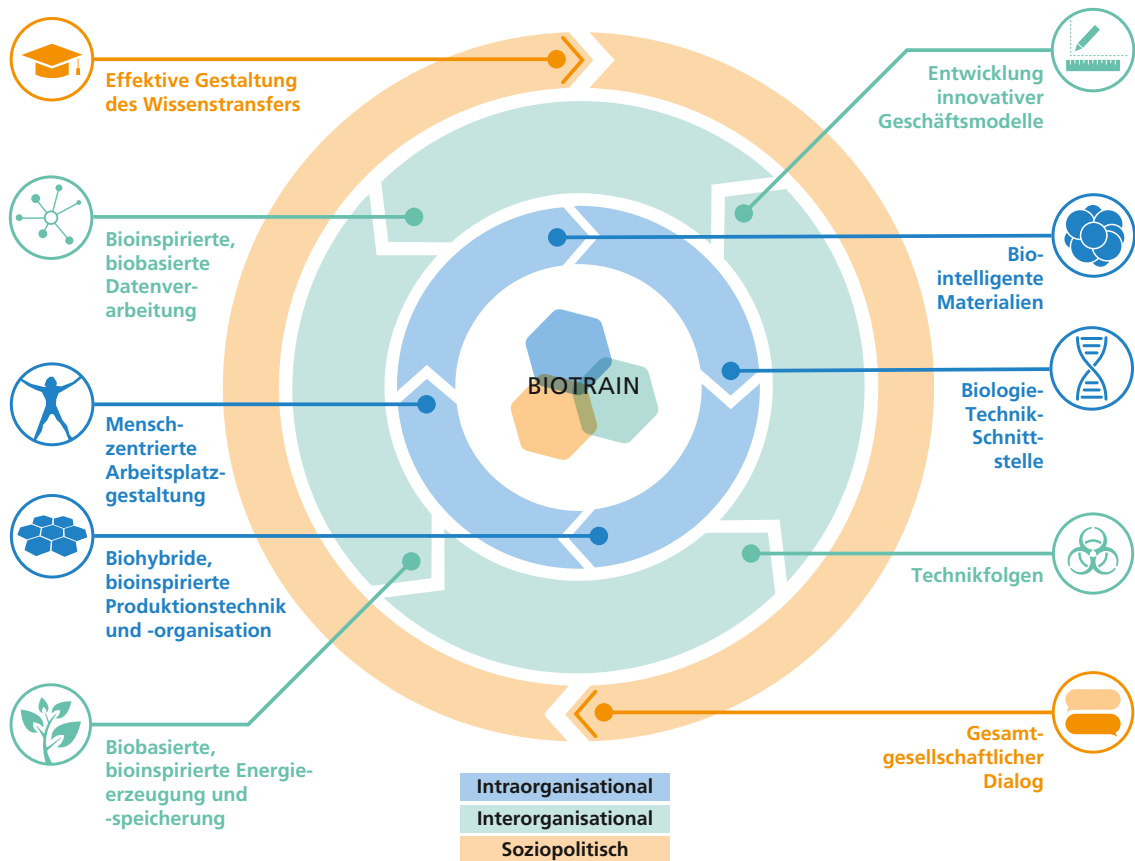 Effektive Gestaltung
des Wissenstransfers
Bioinspirierte,
biobasierte
Datenver-
arbeitung
Mensch-
zentrierte
Arbeitsplatz-
gestaltung
Biohybride,
bioinspirierte
Produktionstechnik
und -organisation
Biobasierte,
bioinspirierte Energie-
erzeugung und
-speicherung
BIOTRAIN
Entwicklung
innovativer
Geschäftsmodelle
Bio-
intelligente
Materialien
Biologie-
Technik-
Schnitt-
stelle
Technikfolgen
Gesamt-
gesellschaftlicher
Dialog
Intraorganisational
Interorganisational
Soziopolitisch